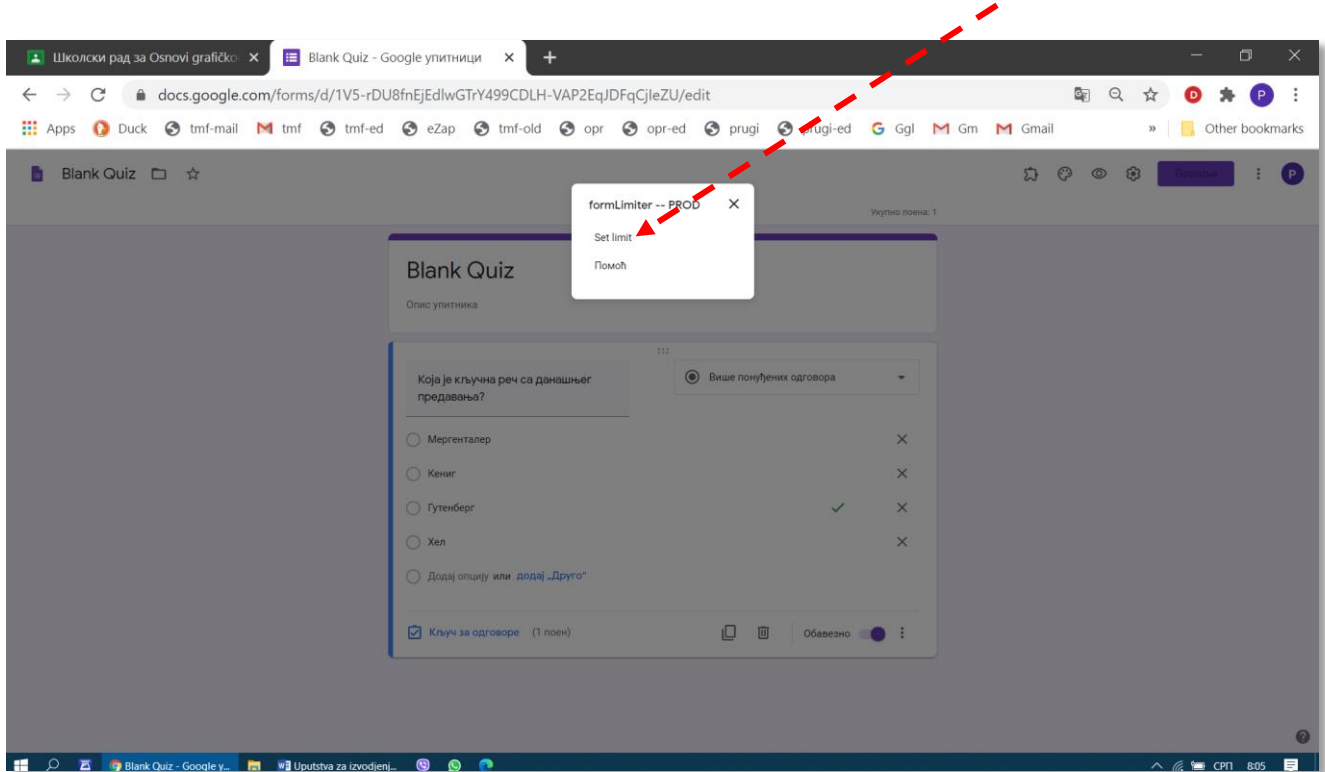 Школски рад за Osnovi grafičko
Blank Quiz - Google упитници
docs.google.com/forms/d/1V5-rDU8fnEjEdlwGTrY499CDLH-VAP2EqJDFqCjleZU/edit
Apps Duck tmf-mail tmf tmf-ed eZap tmf-old opr opr-ed prugi prugi-ed Ggl Gm Gmail » Other bookmarks
Blank Quiz
P
formLimiter -- PROD
Укупно поена: 1
Set limit
Помоћ
Blank Quiz
Опис упитника
Која је кључна реч са данашњег
предавања?
Више понуђених одговора
Мергенталер
Кениг
Гутенберг
Хел
Додај опцију или додај „Друго“
Кључ за одговоре (1 поен)
Обавезно
Blank Quiz - Google y...
Uputstva za izvodjenj...
СРП 8:05